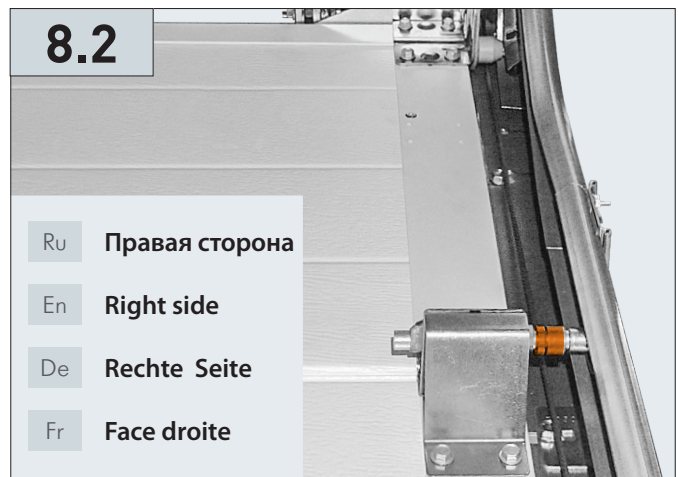 8.2
Ru Правая сторона
En Right side
De Rechte Seite
Fr Face droite